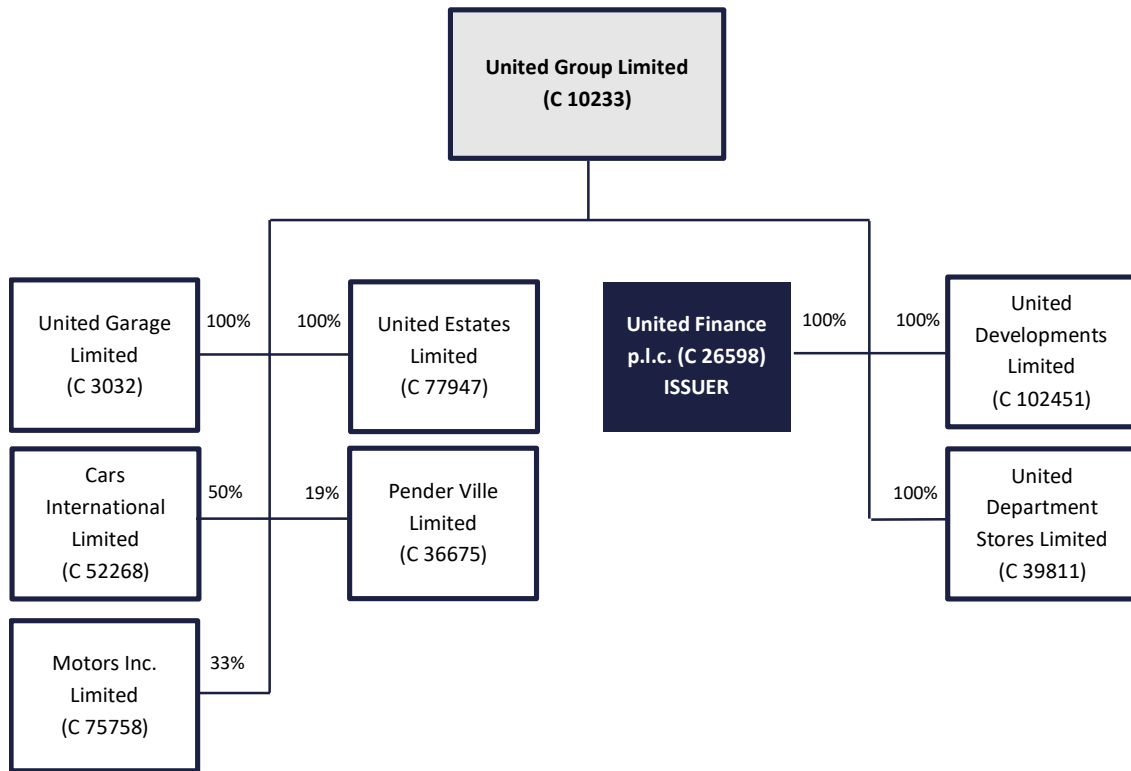 United Group Limited
(C 10233)
United Garage
Limited
(C 3032)
100%
100%
United Estates
Limited
(C 77947)
United Finance
p.l.c. (C 26598)
ISSUER
100%
100%
United
Developments
Limited
(C 102451)
Cars
International
Limited
(C 52268)
50%
19%
Pender Ville
Limited
(C 36675)
100%
United
Department
Stores Limited
(C 39811)
Motors Inc.
Limited
(C 75758)
33%